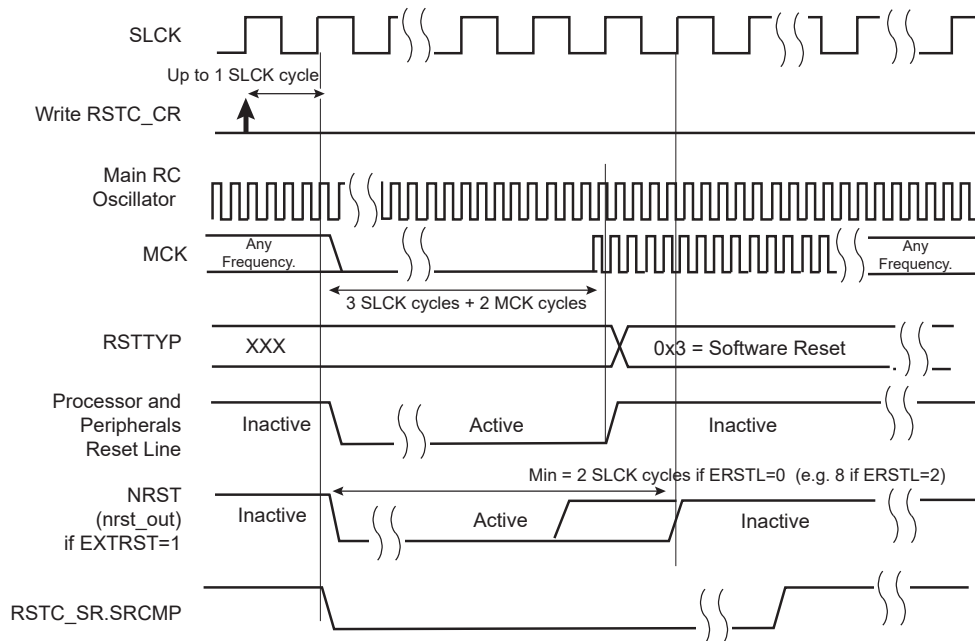 SLCK
Up to 1 SLCK cycle
Write RSTC_CR
Main RC
Oscillator
MCK
Any
Frequency.
Any
Frequency.
3 SLCK cycles + 2 MCK cycles
RSTTYP
XXX
0x3 = Software Reset
Processor and
Peripherals
Reset Line
Inactive
Active
Inactive
Min = 2 SLCK cycles if ERSTL=0 (e.g. 8 if ERSTL=2)
NRST
(nrst_out)
if EXTRST=1
Inactive
Active
Inactive
RSTC_SR.SRCMP